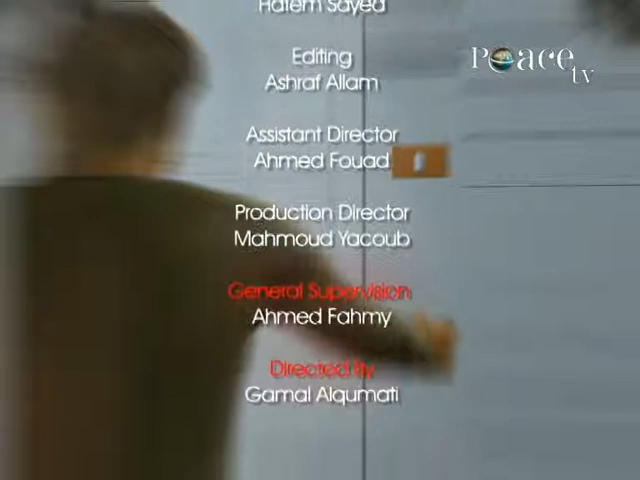 Hatem Sayed
Peace tv
Editing
Ashraf Allam
Assistant Director
Ahmed Fouad
Production Director
Mahmoud Yacoub
General Supervision
Ahmed Fahmy
Directed By
Gamal Alqumati